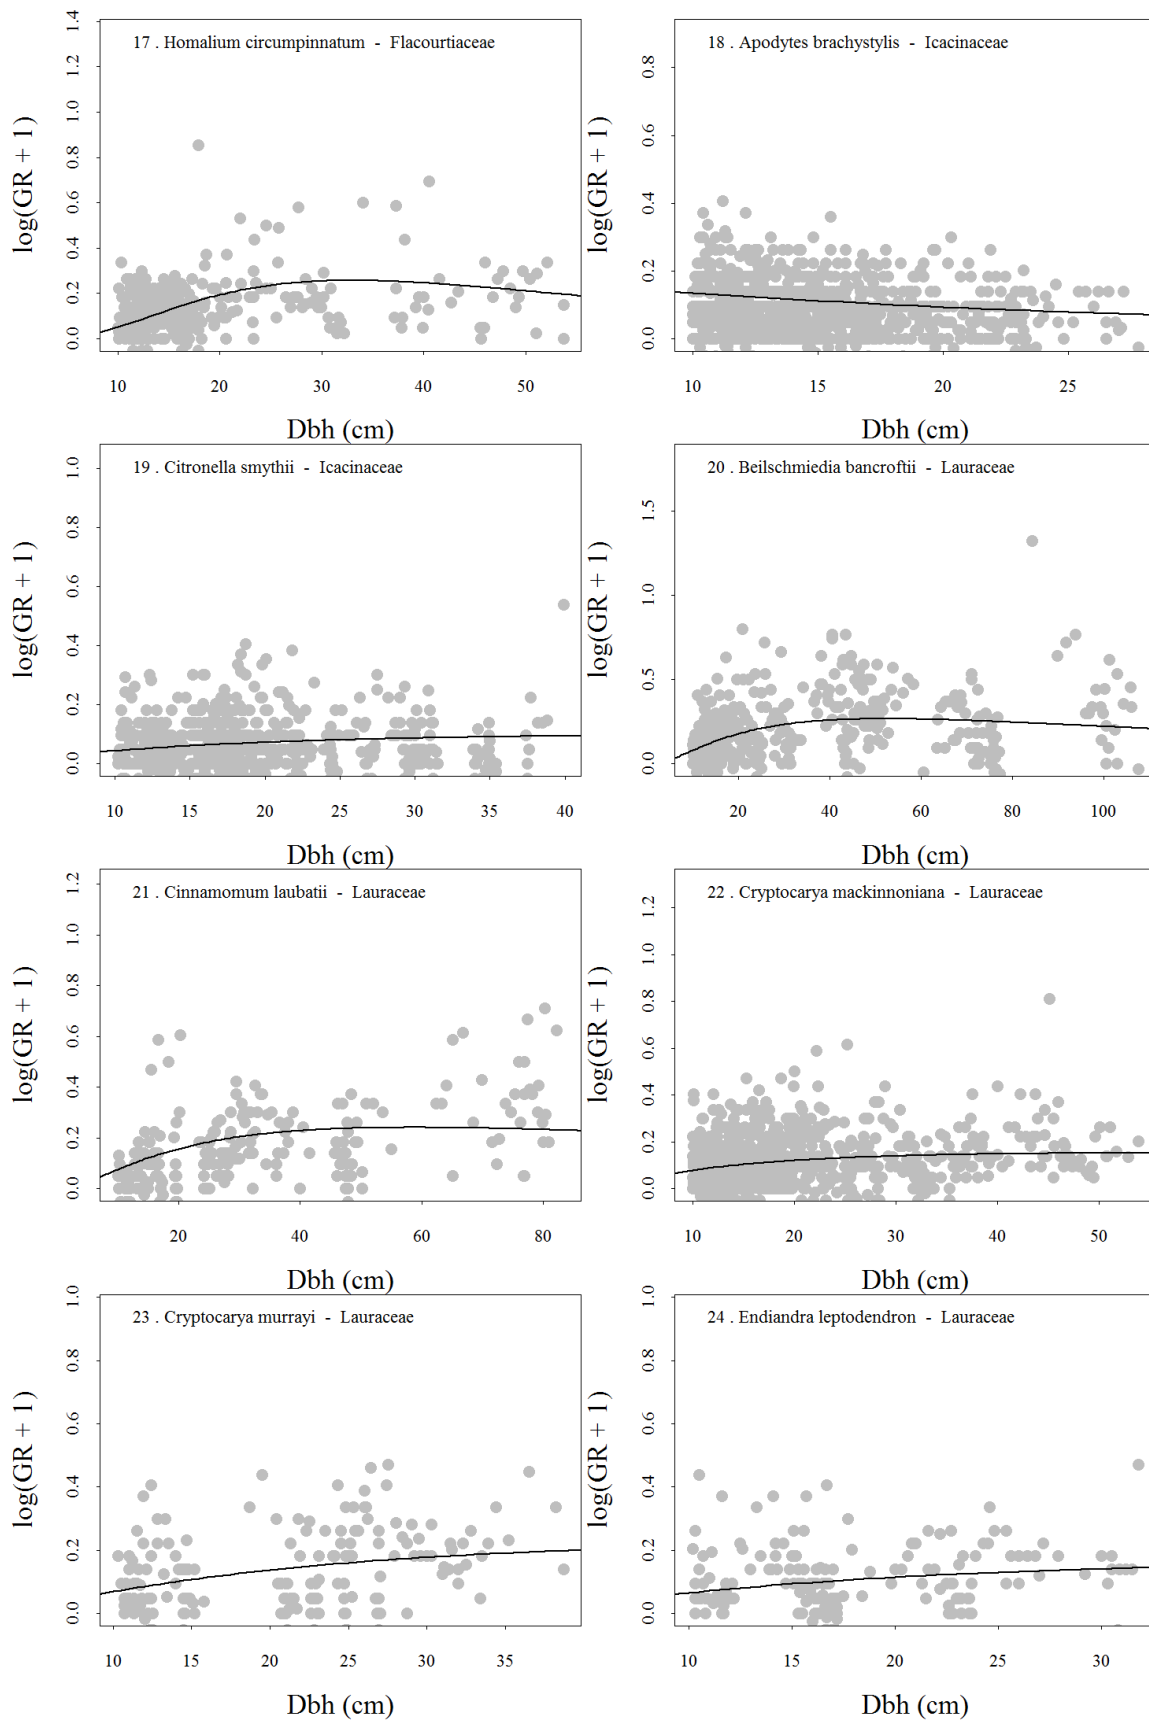 17 . Homalium circumpinnatum - Flacourtiaceae
log(GR + 1)
0.0 0.2 0.4 0.6 0.8 1.0 1.2 1.4
10 20 30 40 50
Dbh (cm)
18 . Apodytes brachystylis - Icacinaceae
log(GR + 1)
0.0 0.2 0.4 0.6 0.8
10 15 20 25
Dbh (cm)
19 . Citronella smythii - Icacinaceae
log(GR + 1)
0.0 0.2 0.4 0.6 0.8 1.0
10 15 20 25 30 35 40
Dbh (cm)
20 . Beilschmiedia bancroftii - Lauraceae
log(GR + 1)
0.0 0.5 1.0 1.5
20 40 60 80 100
Dbh (cm)
21 . Cinnamomum laubatii - Lauraceae
log(GR + 1)
0.0 0.2 0.4 0.6 0.8 1.0 1.2
20 40 60 80
Dbh (cm)
22 . Cryptocarya mackinnoniana - Lauraceae
log(GR + 1)
0.0 0.2 0.4 0.6 0.8 1.0 1.2
10 20 30 40 50
Dbh (cm)
23 . Cryptocarya murrayi - Lauraceae
log(GR + 1)
0.0 0.2 0.4 0.6 0.8 1.0
10 15 20 25 30 35
Dbh (cm)
24 . Endiandra leptodendron - Lauraceae
log(GR + 1)
0.0 0.2 0.4 0.6 0.8 1.0
10 15 20 25 30
Dbh (cm)